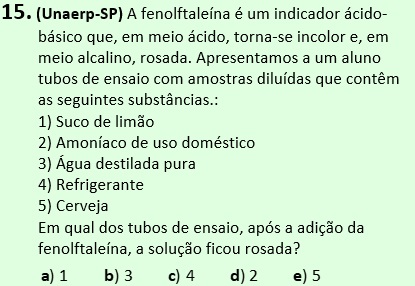 15. (Unaerp-SP) A fenolftaleína é um indicador ácido-
básico que, em meio ácido, torna-se incolor e, em
meio alcalino, rosada. Apresentamos a um aluno
tubos de ensaio com amostras diluídas que contêm
as seguintes substâncias.:
1) Suco de limão
2) Amoníaco de uso doméstico
3) Água destilada pura
4) Refrigerante
5) Cerveja
Em qual dos tubos de ensaio, após a adição da
fenolftaleína, a solução ficou rosada?
a) 1 b) 3 c) 4 d) 2 e) 5